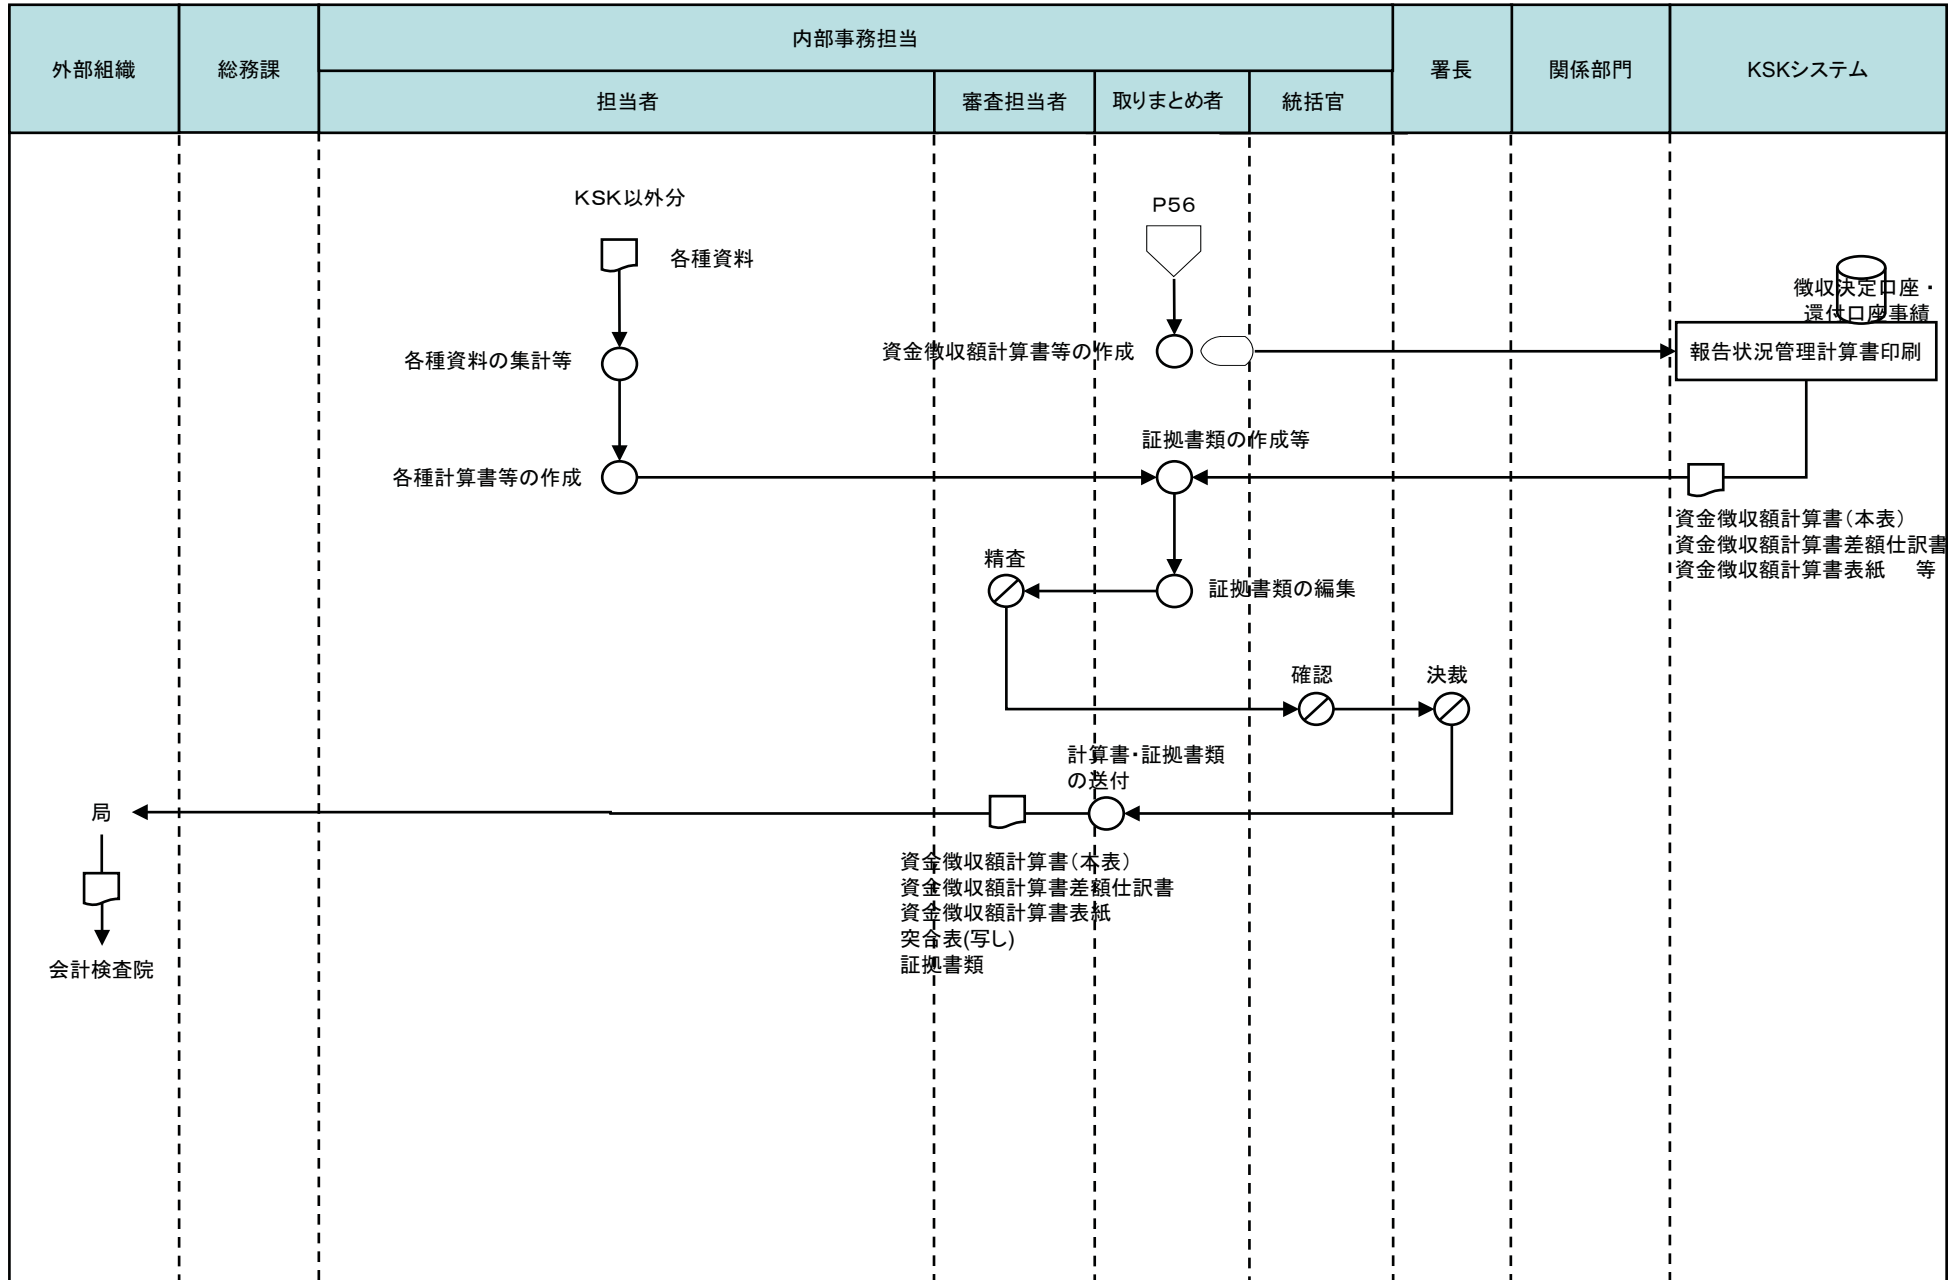 外部組織
総務課
内部事務担当
担当者
審査担当者
取りまとめ者
統括官
署長
関係部門
KSKシステム
KSK以外分
P56
各種資料
徴収決定口座・
還付口座事績
各種資料の集計等
資金徴収額計算書等の作成
報告状況管理計算書印刷
証拠書類の作成等
各種計算書等の作成
資金徴収額計算書(本表)
資金徴収額計算書差額仕訳書
資金徴収額計算書表紙 等
精査
証拠書類の編集
確認
決裁
計算書・証拠書類
の送付
局
資金徴収額計算書(本表)
資金徴収額計算書差額仕訳書
資金徴収額計算書表紙
突合表(写し)
証拠書類
会計検査院